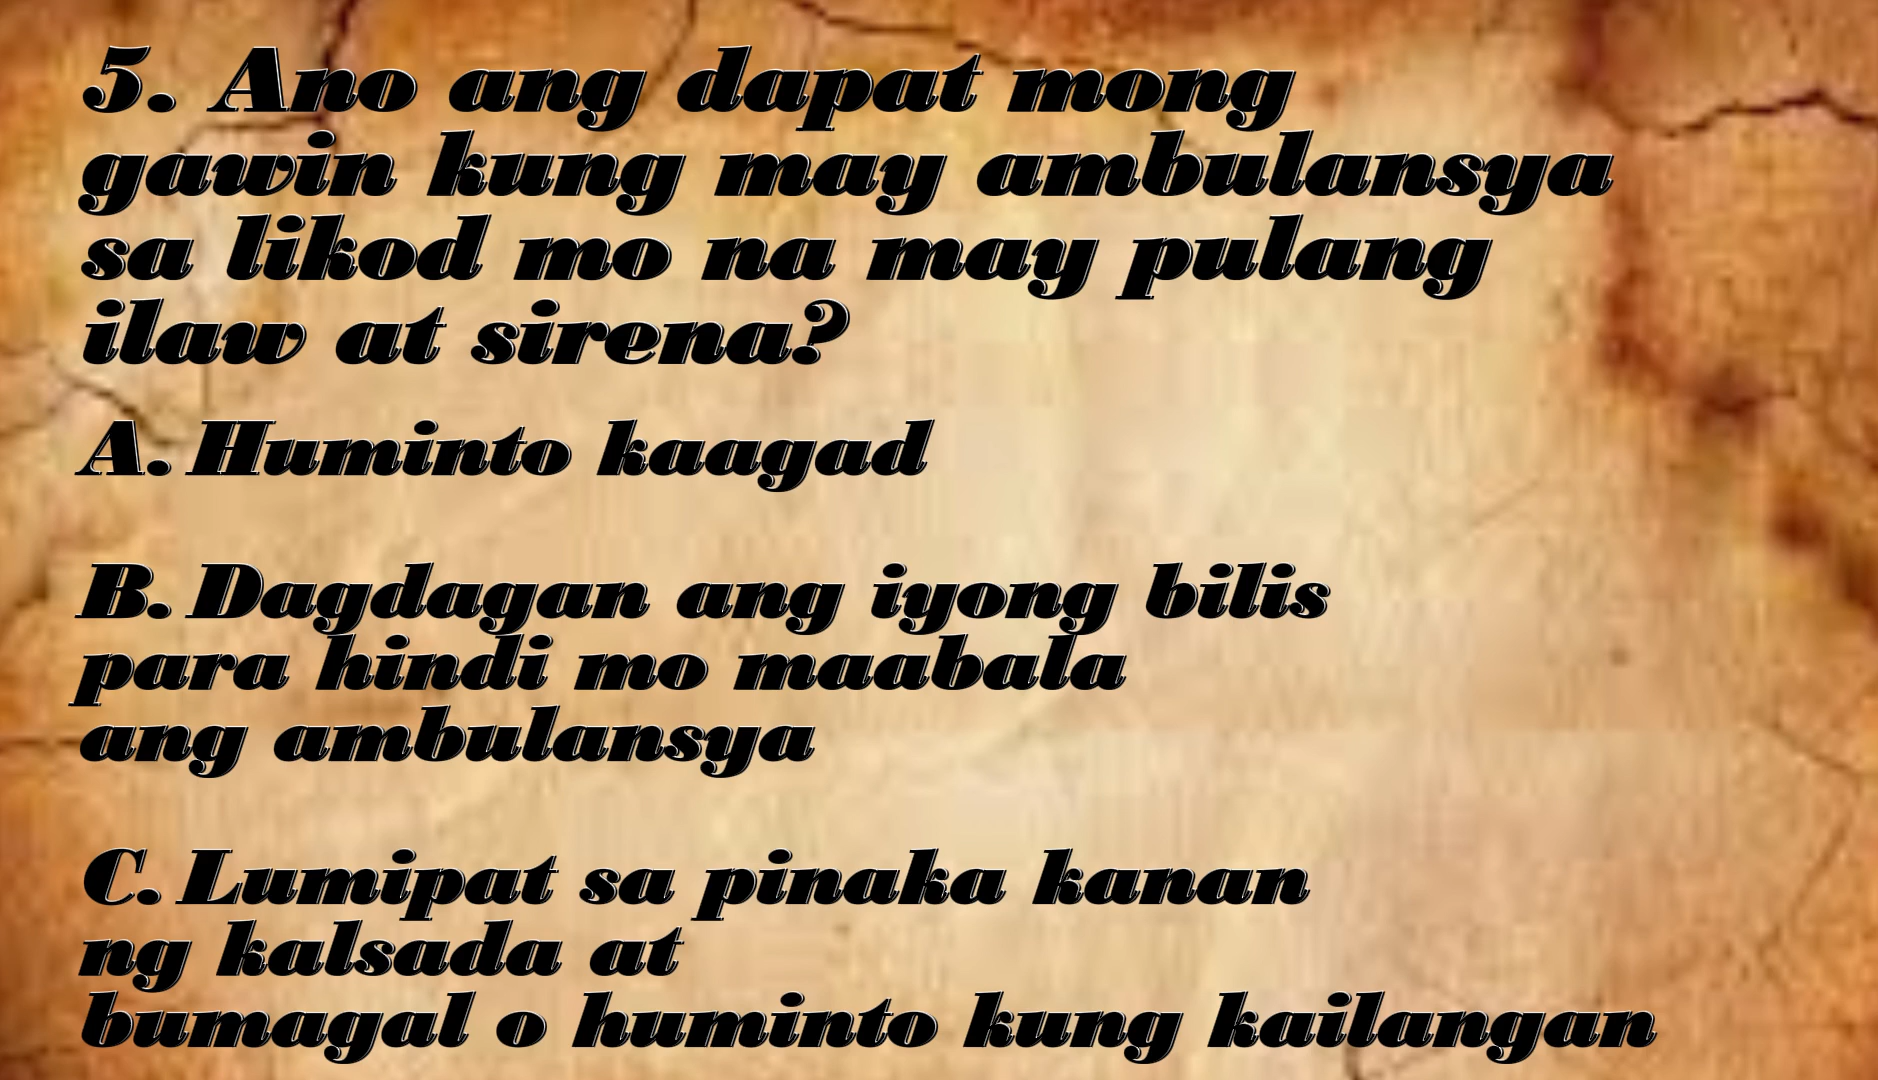 5. Ano ang dapat mong
gawin kung may ambulansya
sa likod mo na may pulang
ilaw at sirena?
A. Huminto kaagad
B. Dagdagan ang iyong bilis
para hindi mo maabala
ang ambulansya
C. Lumipat sa pinaka kanan
ng kalsada at
bumagal o huminto kung kailangan